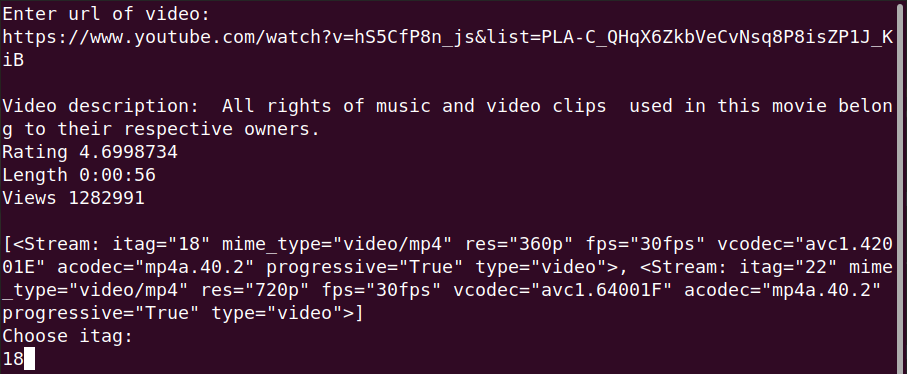 Enter url of video:
https://www.youtube.com/watch?v=hS5CfP8n_js&list=PLA-C_QHqX6ZkbVeCvNsq8P8isZP1J_K
iB
Video description:  All rights of music and video clips  used in this movie belon
g to their respective owners.
Rating 4.6998734
Length 0:00:56
Views 1282991
[<Stream: itag="18" mime_type="video/mp4" res="360p" fps="30fps" vcodec="avc1.420
01E" acodec="mp4a.40.2" progressive="True" type="video">, <Stream: itag="22" mime
_type="video/mp4" res="720p" fps="30fps" vcodec="avc1.64001F" acodec="mp4a.40.2"
progressive="True" type="video">]
Choose itag:
18